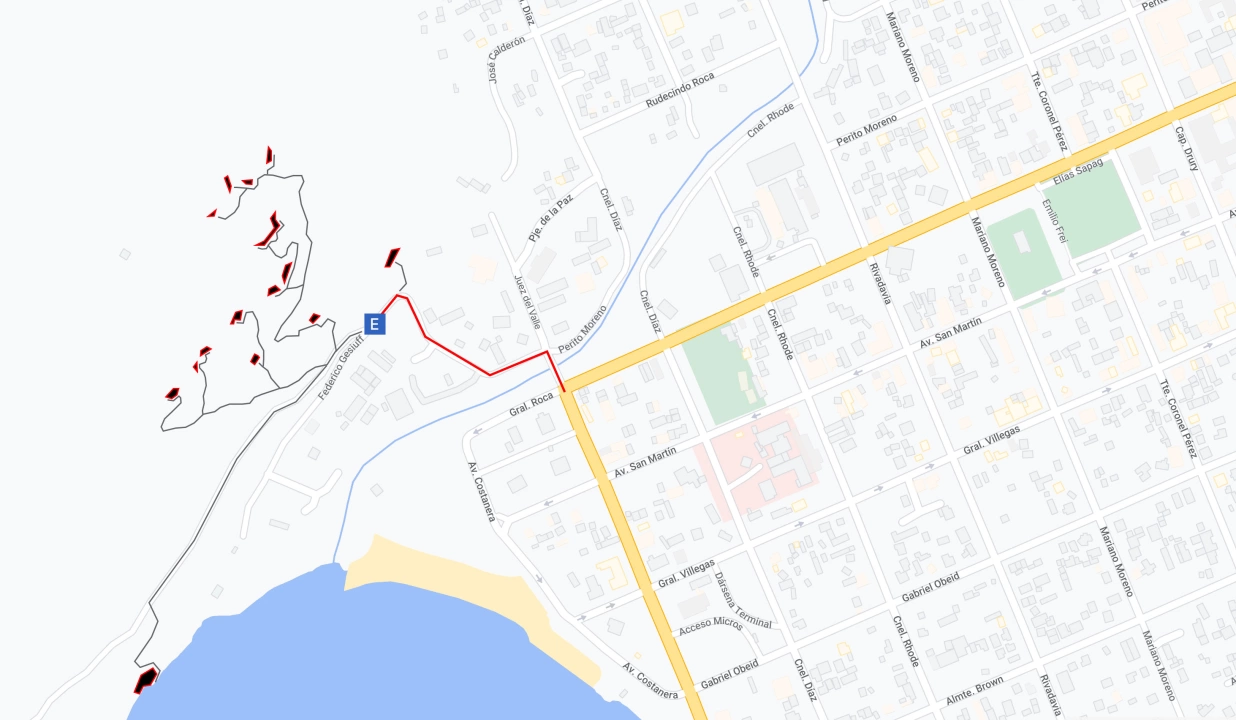 . Díaz
José Calderón
Rudecindo Roca
Cnel. Rhode
Mariano Moreno
Perito Moreno
Tte. Coronel Pérez
Perito
Cap. Drury
Elías Sapag
Emilio Frei
Mariano Moreno
Pje. de la Paz
Cnel. Díaz
Cnel. Rhode
Rivadavia
Juez del Valle
Perito Moreno
Cnel. Díaz
Cnel. Rhode
Av. San Martín
E
Federico Gesiuff
Gral. Roca
Av. San Martín
Av. Costanera
Gral. Villegas
Tte. Coronel Pérez
Gral. Villegas
Dársena Terminal
Acceso Micros
Gabriel Obeid
Mariano Moreno
Cnel. Rhode
Mariano Moreno
Av. Costanera
Gabriel Obeid
Cnel. Díaz
Almte. Brown
Rivadavia